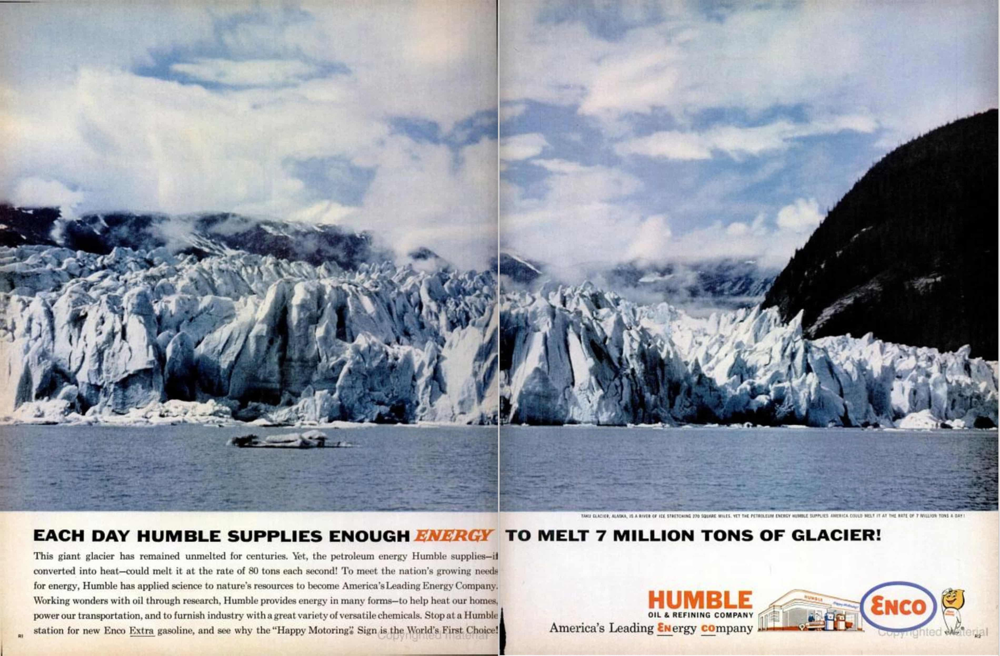 TAKU GLACIER, ALASKA, IS A RIVER OF ICE STRETCHING 270 SQUARE MILES. YET THE PETROLEUM ENERGY HUMBLE SUPPLIES AMERICA COULD MELT IT AT THE RATE OF 7 MILLION TONS A DAY!
EACH DAY HUMBLE SUPPLIES ENOUGH ENERGY TO MELT 7 MILLION TONS OF GLACIER!
This giant glacier has remained unmelted for centuries. Yet, the petroleum energy Humble supplies—if
converted into heat—could melt it at the rate of 80 tons each second! To meet the nation's growing needs
for energy, Humble has applied science to nature's resources to become America's Leading Energy Company.
Working wonders with oil through research, Humble provides energy in many forms—to help heat our homes,
power our transportation, and to furnish industry with a great variety of versatile chemicals. Stop at a Humble
station for new Enco Extra gasoline, and see why the "Happy Motoring"® Sign is the World's First Choice!
Copyrighted material
R1
HUMBLE
OIL & REFINING COMPANY
America's Leading ENergy COmpany
HUMBLE
Happy Motoring!
ENCO
Copyrighted Material
R2